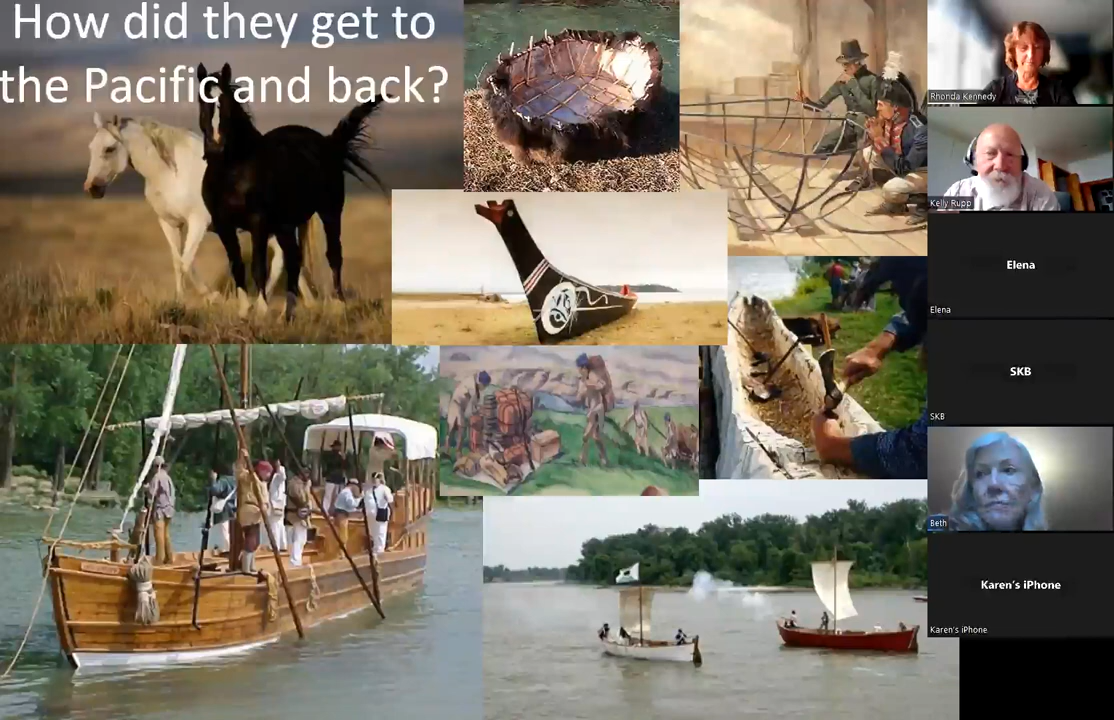 How did they get to
the Pacific and back?
Rhonda Kennedy
Kelly Rupp
Elena
Elena
SKB
SKB
Beth
Karen's iPhone
Karen's iPhone